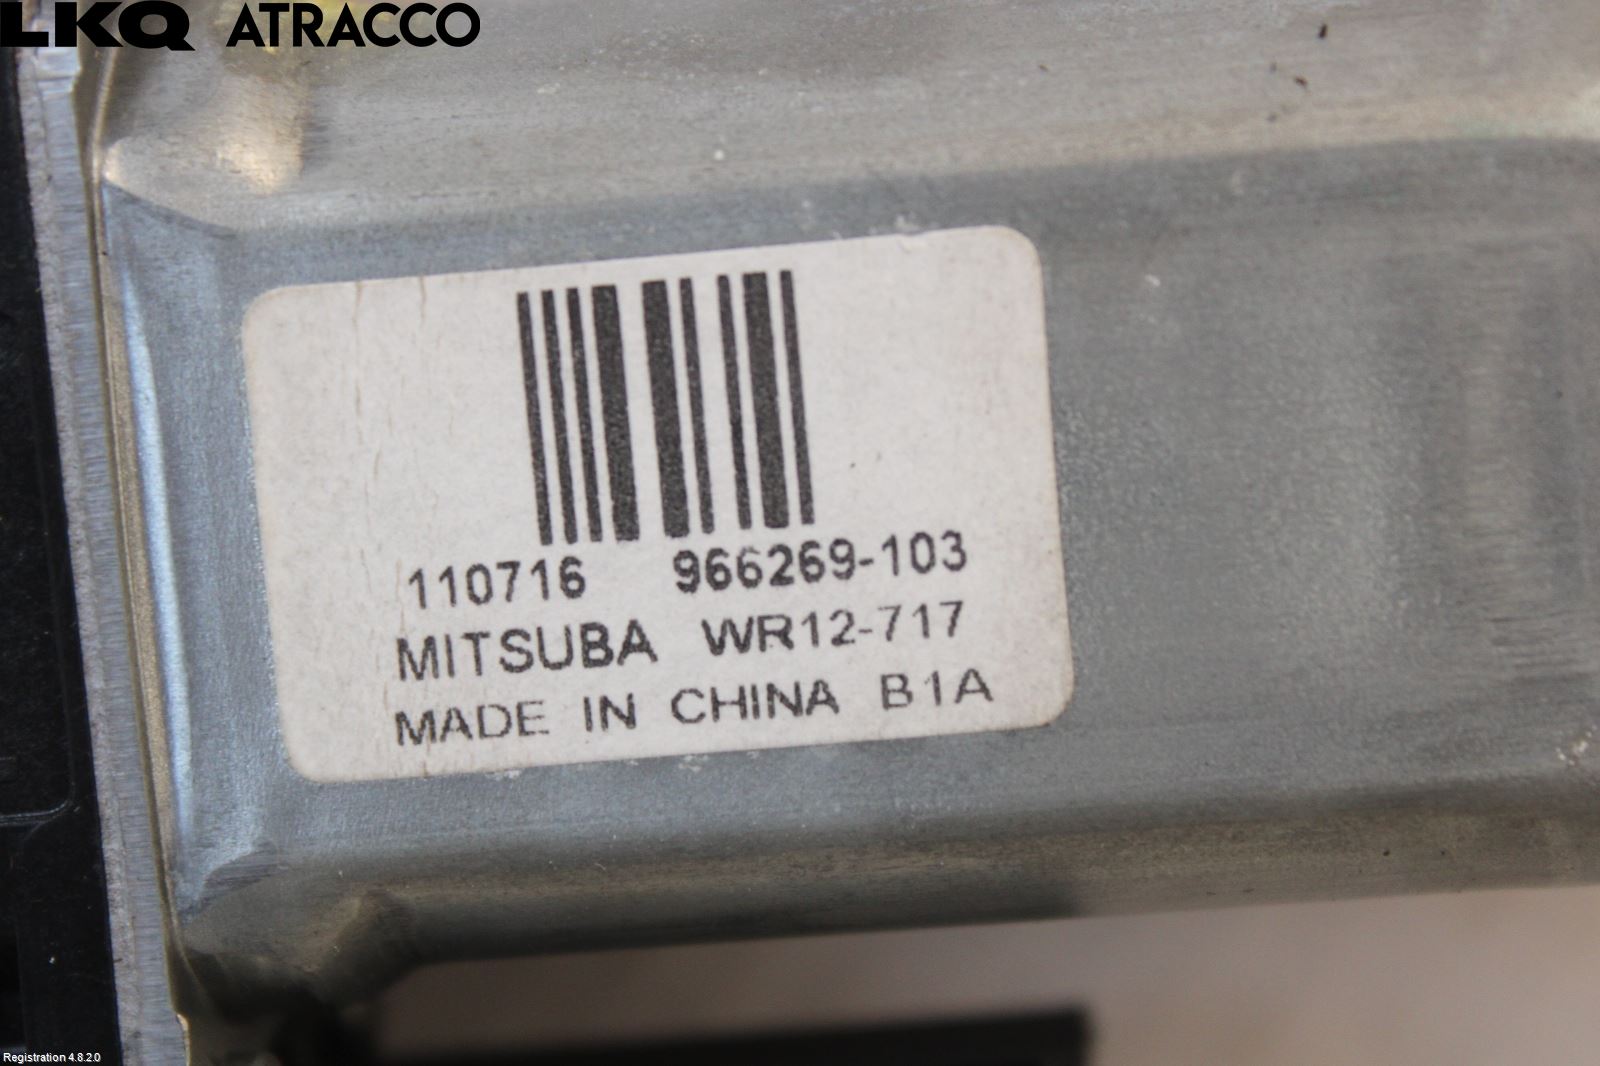 LKQ ATRACCO
110716 966269-103
MITSUBA WR12-717
MADE IN CHINA B1A
Registration 4.8.2.0